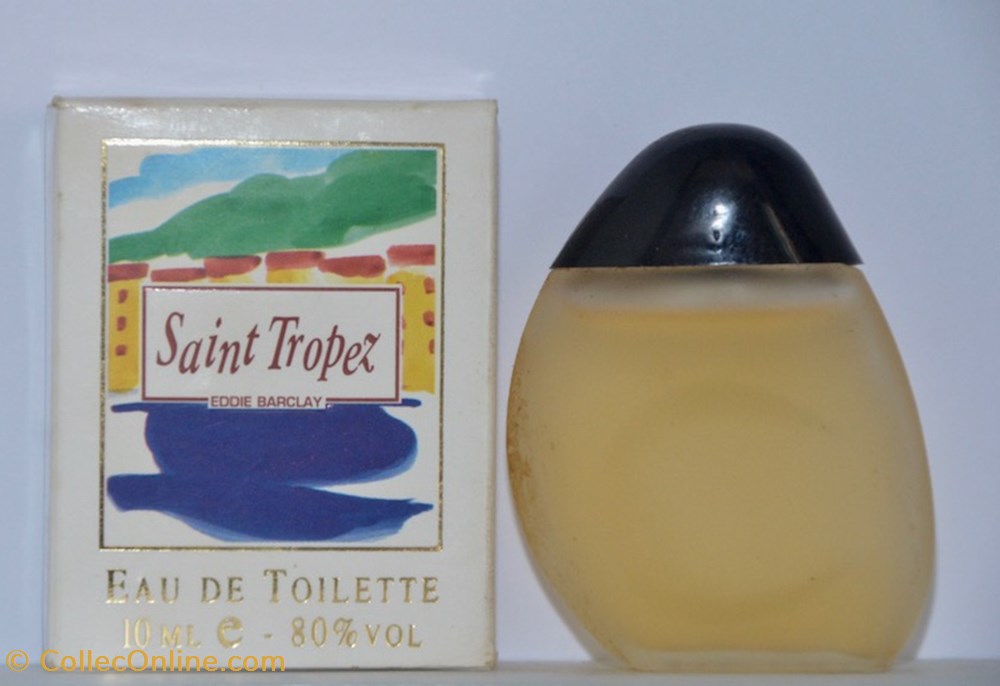 Saint Tropez
EDDIE BARCLAY
EAU DE TOILETTE
10 ML e - 80% VOL
© CollecOnline.com